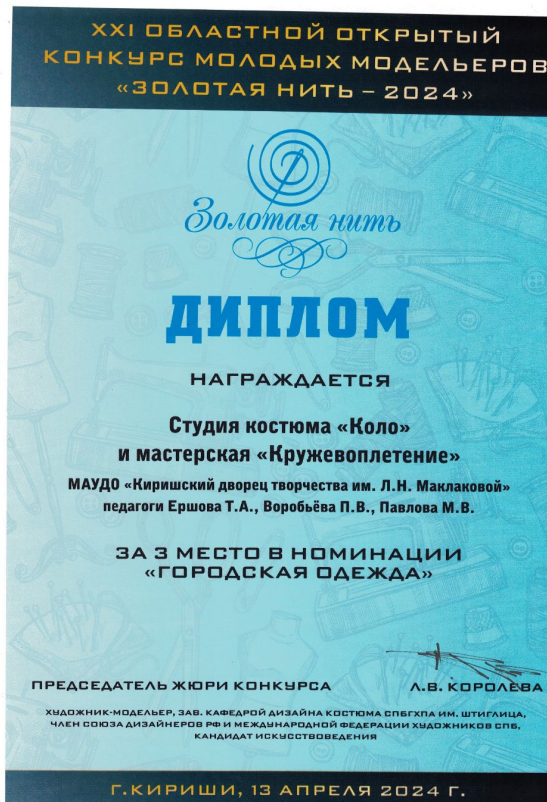 XXI ОБЛАСТНОЙ ОТКРЫТЫЙ
КОНКУРС МОЛОДЫХ МОДЕЛЬЕРОВ
«ЗОЛОТАЯ НИТЬ – 2024»
Золотая нить
ДИПЛОМ
НАГРАЖДАЕТСЯ
Студия костюма «Коло»
и мастерская «Кружевоплетение»
МАУДО «Киришский дворец творчества им. Л.Н. Маклаковой»
педагоги Ершова Т.А., Воробьёва П.В., Павлова М.В.
ЗА 3 МЕСТО В НОМИНАЦИИ
«ГОРОДСКАЯ ОДЕЖДА»
ПРЕДСЕДАТЕЛЬ ЖЮРИ КОНКУРСА Л.В. КОРОЛЁВА
ХУДОЖНИК-МОДЕЛЬЕР, ЗАВ. КАФЕДРОЙ ДИЗАЙНА КОСТЮМА СПБГХПА ИМ. ШТИГЛИЦА,
ЧЛЕН СОЮЗА ДИЗАЙНЕРОВ РФ И МЕЖДУНАРОДНОЙ ФЕДЕРАЦИИ ХУДОЖНИКОВ СПБ,
КАНДИДАТ ИСКУССТВОВЕДЕНИЯ
Г.КИРИШИ, 13 АПРЕЛЯ 2024 Г.